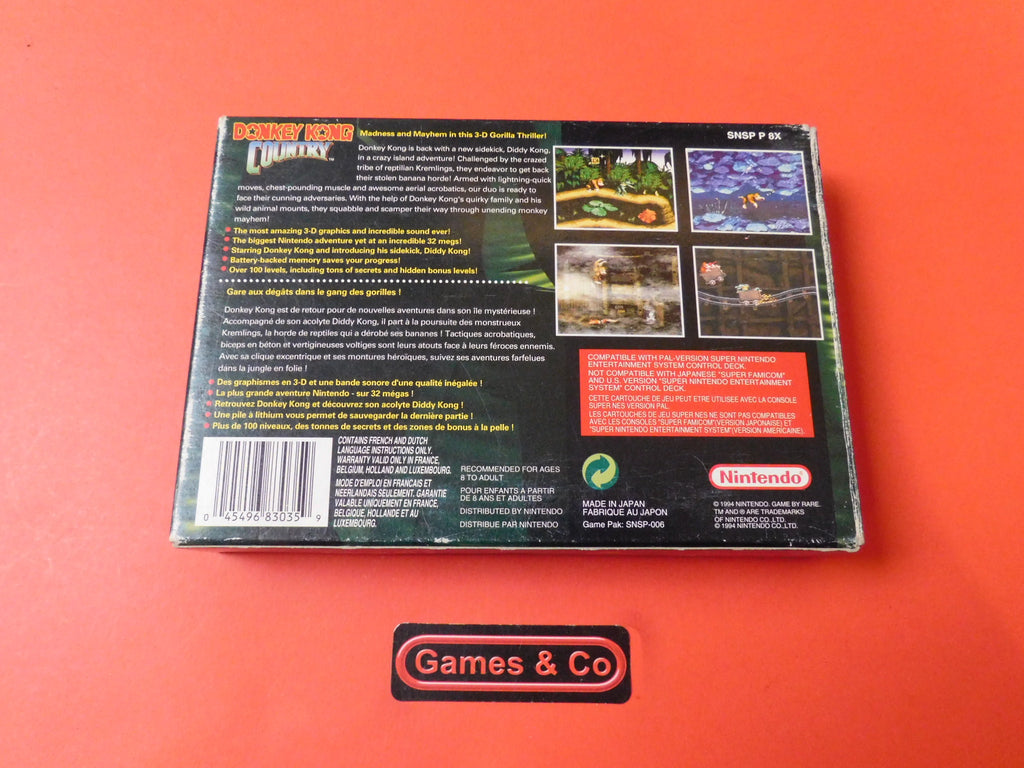 DONKEY KONG
COUNTRY™
Madness and Mayhem in this 3-D Gorilla Thriller!
Donkey Kong is back with a new sidekick, Diddy Kong,
in a crazy island adventure! Challenged by the crazed
tribe of reptilian Kremlings, they endeavor to get back
their stolen banana horde! Armed with lightning-quick
moves, chest-pounding muscle and awesome aerial acrobatics, our duo is ready to
face their cunning adversaries. With the help of Donkey Kong's quirky family and his
wild animal mounts, they squabble and scamper their way through unending monkey
mayhem!
The most amazing 3-D graphics and incredible sound ever!
The biggest Nintendo adventure yet at an incredible 32 megs!
Starring Donkey Kong and introducing his sidekick, Diddy Kong!
Battery-backed memory saves your progress!
Over 100 levels, including tons of secrets and hidden bonus levels!
Gare aux dégâts dans le gang des gorilles !
Donkey Kong est de retour pour de nouvelles aventures dans son île mystérieuse !
Accompagné de son acolyte Diddy Kong, il part à la poursuite des monstrueux
Kremlings, la horde de reptiles qui a dérobé ses bananes ! Tactiques acrobatiques,
biceps en béton et vertigineuses voltiges sont leurs atouts face à leurs féroces ennemis.
Avec sa clique excentrique et ses montures héroïques, suivez ses aventures farfelues
dans la jungle en folie !
Des graphismes en 3-D et une bande sonore d'une qualité inégalée !
La plus grande aventure Nintendo - sur 32 mégas !
Retrouvez Donkey Kong et découvrez son acolyte Diddy Kong !
Une pile à lithium vous permet de sauvegarder la dernière partie !
Plus de 100 niveaux, des tonnes de secrets et des zones de bonus à la pelle !
SNSP P 8X
COMPATIBLE WITH PAL-VERSION SUPER NINTENDO
ENTERTAINMENT SYSTEM CONTROL DECK.
NOT COMPATIBLE WITH JAPANESE "SUPER FAMICOM"
AND U.S. VERSION "SUPER NINTENDO ENTERTAINMENT
SYSTEM" CONTROL DECK.
CETTE CARTOUCHE DE JEU PEUT ETRE UTILISEE AVEC LA CONSOLE
SUPER NES VERSION PAL.
LES CARTOUCHES DE JEU SUPER NES NE SONT PAS COMPATIBLES
AVEC LES CONSOLES "SUPER FAMICOM"(VERSION JAPONAISE) ET
"SUPER NINTENDO ENTERTAINMENT SYSTEM"(VERSION AMERICAINE).
0 45496 83035 9
CONTAINS FRENCH AND DUTCH
LANGUAGE INSTRUCTIONS ONLY.
WARRANTY VALID ONLY IN FRANCE,
BELGIUM, HOLLAND AND LUXEMBOURG.
MODE D'EMPLOI EN FRANCAIS ET
NEERLANDAIS SEULEMENT. GARANTIE
VALABLE UNIQUEMENT EN FRANCE,
BELGIQUE, HOLLANDE ET AU
LUXEMBOURG.
RECOMMENDED FOR AGES
8 TO ADULT
POUR ENFANTS A PARTIR
DE 8 ANS ET ADULTES
DISTRIBUTED BY NINTENDO
DISTRIBUE PAR NINTENDO
MADE IN JAPAN
FABRIQUE AU JAPON
Game Pak: SNSP-006
Nintendo®
© 1994 NINTENDO. GAME BY RARE.
TM AND ® ARE TRADEMARKS
OF NINTENDO CO.,LTD.
© 1994 NINTENDO CO.,LTD.
Games & Co